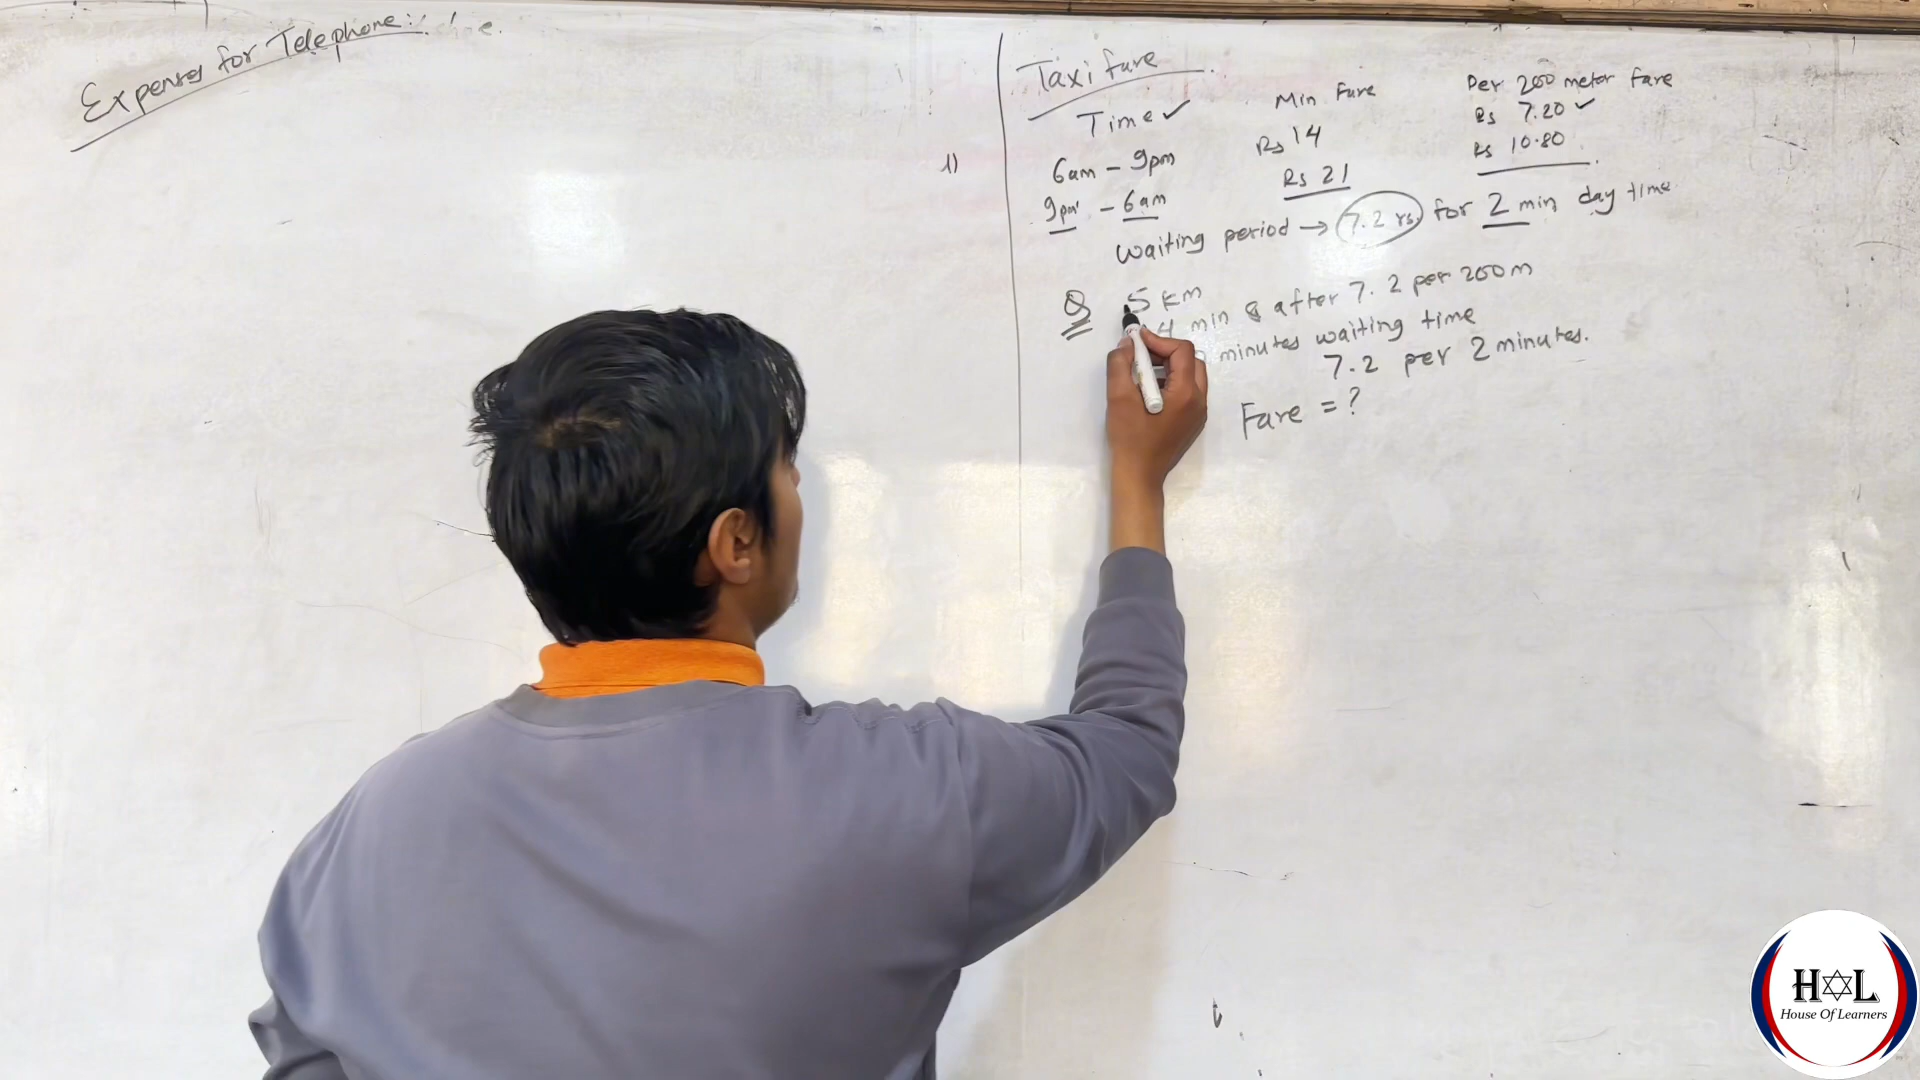 Expenses for Telephone:
Taxi fare
Time ✓ Min Fare Per 200 meter fare
6am - 9pm Rs 14 Rs 7.20 ✓
9pm - 6am Rs 21 Rs 10.80
1)
Waiting period → 7.2 rs. for 2 min day time
Q 5 km
14 min & after 7.2 per 200m
minutes waiting time
7.2 per 2 minutes.
Fare = ?
H L
House Of Learners